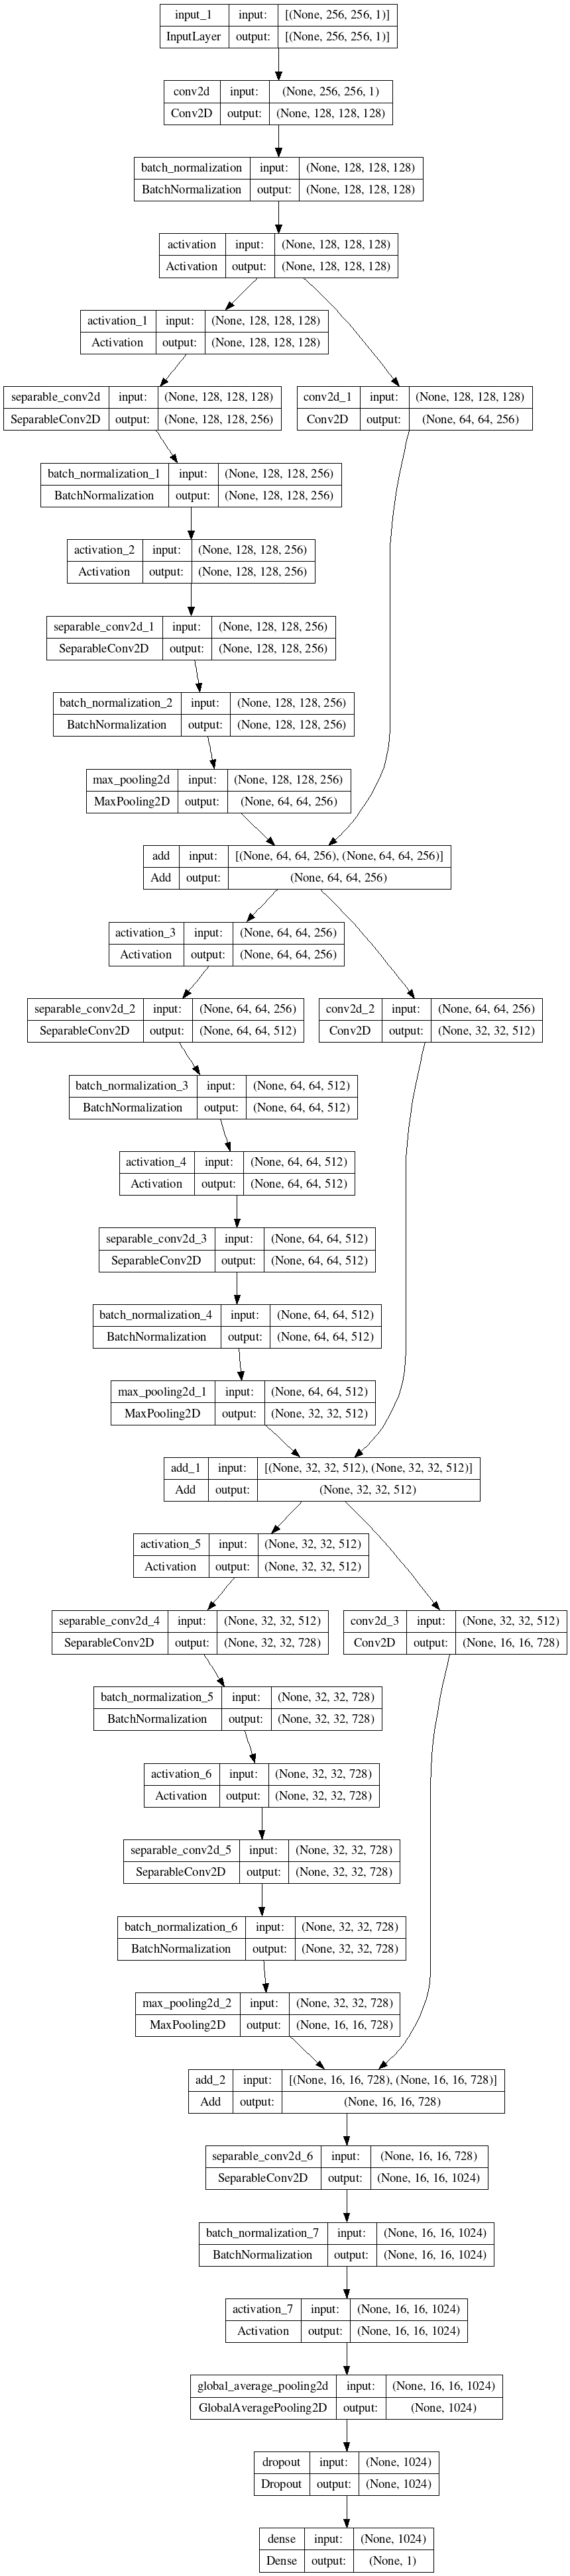 input_1 input: [(None, 256, 256, 1)]
InputLayer output: [(None, 256, 256, 1)]
conv2d input: (None, 256, 256, 1)
Conv2D output: (None, 128, 128, 128)
batch_normalization input: (None, 128, 128, 128)
BatchNormalization output: (None, 128, 128, 128)
activation input: (None, 128, 128, 128)
Activation output: (None, 128, 128, 128)
activation_1 input: (None, 128, 128, 128)
Activation output: (None, 128, 128, 128)
separable_conv2d input: (None, 128, 128, 128)
SeparableConv2D output: (None, 128, 128, 256)
conv2d_1 input: (None, 128, 128, 128)
Conv2D output: (None, 64, 64, 256)
batch_normalization_1 input: (None, 128, 128, 256)
BatchNormalization output: (None, 128, 128, 256)
activation_2 input: (None, 128, 128, 256)
Activation output: (None, 128, 128, 256)
separable_conv2d_1 input: (None, 128, 128, 256)
SeparableConv2D output: (None, 128, 128, 256)
batch_normalization_2 input: (None, 128, 128, 256)
BatchNormalization output: (None, 128, 128, 256)
max_pooling2d input: (None, 128, 128, 256)
MaxPooling2D output: (None, 64, 64, 256)
add input: [(None, 64, 64, 256), (None, 64, 64, 256)]
Add output: (None, 64, 64, 256)
activation_3 input: (None, 64, 64, 256)
Activation output: (None, 64, 64, 256)
separable_conv2d_2 input: (None, 64, 64, 256)
SeparableConv2D output: (None, 64, 64, 512)
conv2d_2 input: (None, 64, 64, 256)
Conv2D output: (None, 32, 32, 512)
batch_normalization_3 input: (None, 64, 64, 512)
BatchNormalization output: (None, 64, 64, 512)
activation_4 input: (None, 64, 64, 512)
Activation output: (None, 64, 64, 512)
separable_conv2d_3 input: (None, 64, 64, 512)
SeparableConv2D output: (None, 64, 64, 512)
batch_normalization_4 input: (None, 64, 64, 512)
BatchNormalization output: (None, 64, 64, 512)
max_pooling2d_1 input: (None, 64, 64, 512)
MaxPooling2D output: (None, 32, 32, 512)
add_1 input: [(None, 32, 32, 512), (None, 32, 32, 512)]
Add output: (None, 32, 32, 512)
activation_5 input: (None, 32, 32, 512)
Activation output: (None, 32, 32, 512)
separable_conv2d_4 input: (None, 32, 32, 512)
SeparableConv2D output: (None, 32, 32, 728)
conv2d_3 input: (None, 32, 32, 512)
Conv2D output: (None, 16, 16, 728)
batch_normalization_5 input: (None, 32, 32, 728)
BatchNormalization output: (None, 32, 32, 728)
activation_6 input: (None, 32, 32, 728)
Activation output: (None, 32, 32, 728)
separable_conv2d_5 input: (None, 32, 32, 728)
SeparableConv2D output: (None, 32, 32, 728)
batch_normalization_6 input: (None, 32, 32, 728)
BatchNormalization output: (None, 32, 32, 728)
max_pooling2d_2 input: (None, 32, 32, 728)
MaxPooling2D output: (None, 16, 16, 728)
add_2 input: [(None, 16, 16, 728), (None, 16, 16, 728)]
Add output: (None, 16, 16, 728)
separable_conv2d_6 input: (None, 16, 16, 728)
SeparableConv2D output: (None, 16, 16, 1024)
batch_normalization_7 input: (None, 16, 16, 1024)
BatchNormalization output: (None, 16, 16, 1024)
activation_7 input: (None, 16, 16, 1024)
Activation output: (None, 16, 16, 1024)
global_average_pooling2d input: (None, 16, 16, 1024)
GlobalAveragePooling2D output: (None, 1024)
dropout input: (None, 1024)
Dropout output: (None, 1024)
dense input: (None, 1024)
Dense output: (None, 1)